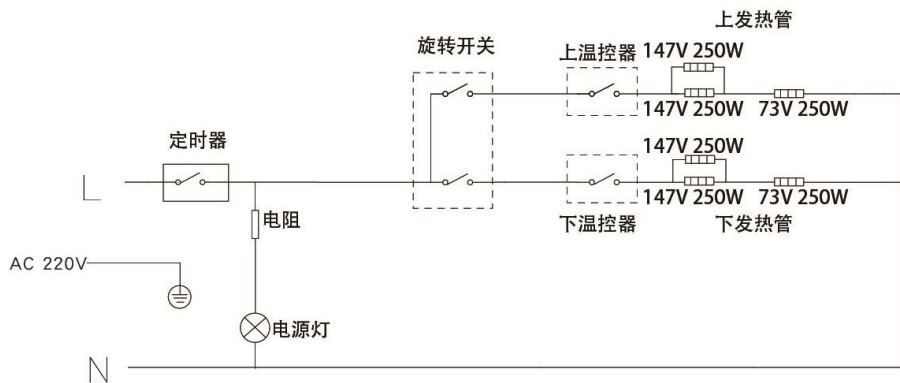 上发热管
旋转开关
上温控器
147V 250W
147V 250W
73V 250W
定时器
147V 250W
L
147V 250W
73V 250W
电阻
下温控器
下发热管
AC 220V
电源灯
N